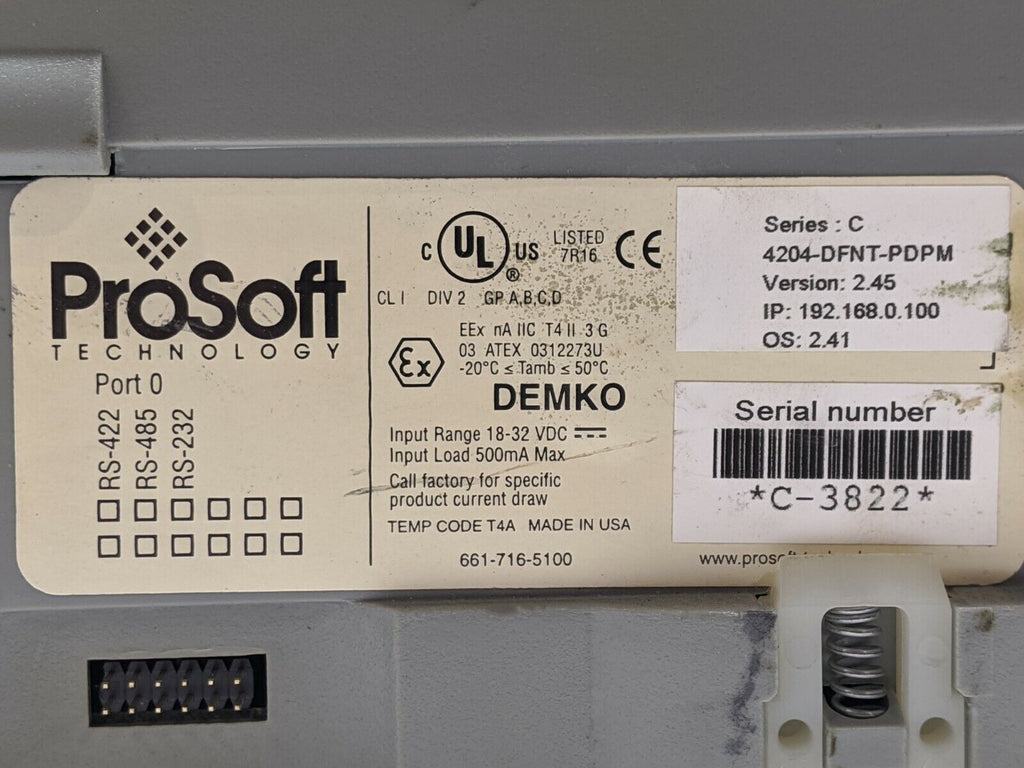 ProSoft
TECHNOLOGY
Port 0
RS-422
RS-485
RS-232
C UL US LISTED
7R16 CE
®
CL I DIV 2 GP A,B,C,D
Ex
EEx nA IIC T4 II 3 G
03 ATEX 0312273U
-20°C ≤ Tamb ≤ 50°C
DEMKO
Input Range 18-32 VDC
Input Load 500mA Max
Call factory for specific
product current draw
TEMP CODE T4A MADE IN USA
661-716-5100
Series : C
4204-DFNT-PDPM
Version: 2.45
IP: 192.168.0.100
OS: 2.41
Serial number
*C-3822*